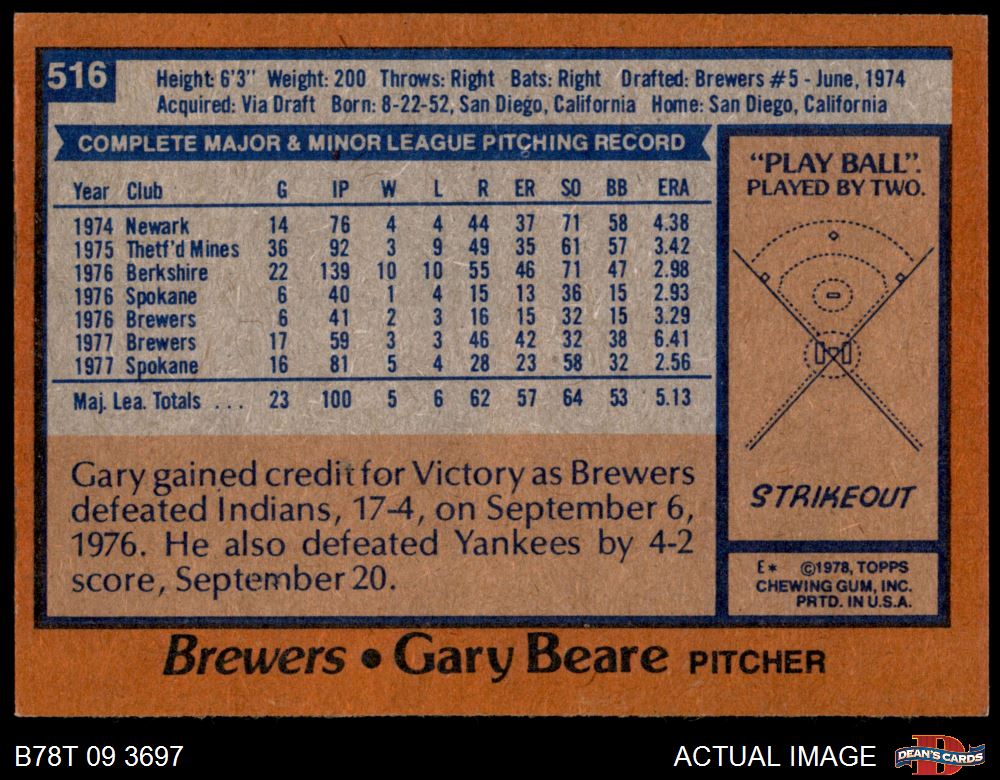 516
Height: 6'3" Weight: 200 Throws: Right Bats: Right Drafted: Brewers #5 - June, 1974
Acquired: Via Draft Born: 8-22-52, San Diego, California Home: San Diego, California
COMPLETE MAJOR & MINOR LEAGUE PITCHING RECORD
Year Club G IP W L R ER SO BB ERA
1974 Newark 14 76 4 4 44 37 71 58 4.38
1975 Thetf'd Mines 36 92 3 9 49 35 61 57 3.42
1976 Berkshire 22 139 10 10 55 46 71 47 2.98
1976 Spokane 6 40 1 4 15 13 36 15 2.93
1976 Brewers 6 41 2 3 16 15 32 15 3.29
1977 Brewers 17 59 3 3 46 42 32 38 6.41
1977 Spokane 16 81 5 4 28 23 58 32 2.56
Maj. Lea. Totals ... 23 100 5 6 62 57 64 53 5.13
Gary gained credit for Victory as Brewers
defeated Indians, 17-4, on September 6,
1976. He also defeated Yankees by 4-2
score, September 20.
"PLAY BALL".
PLAYED BY TWO.
STRIKEOUT
E* ©1978, TOPPS
CHEWING GUM, INC.
PRTD. IN U.S.A.
Brewers • Gary Beare PITCHER
B78T 09 3697
ACTUAL IMAGE
DEAN'S CARDS